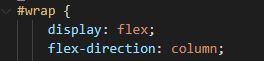 #wrap {
display: flex;
flex-direction: column;